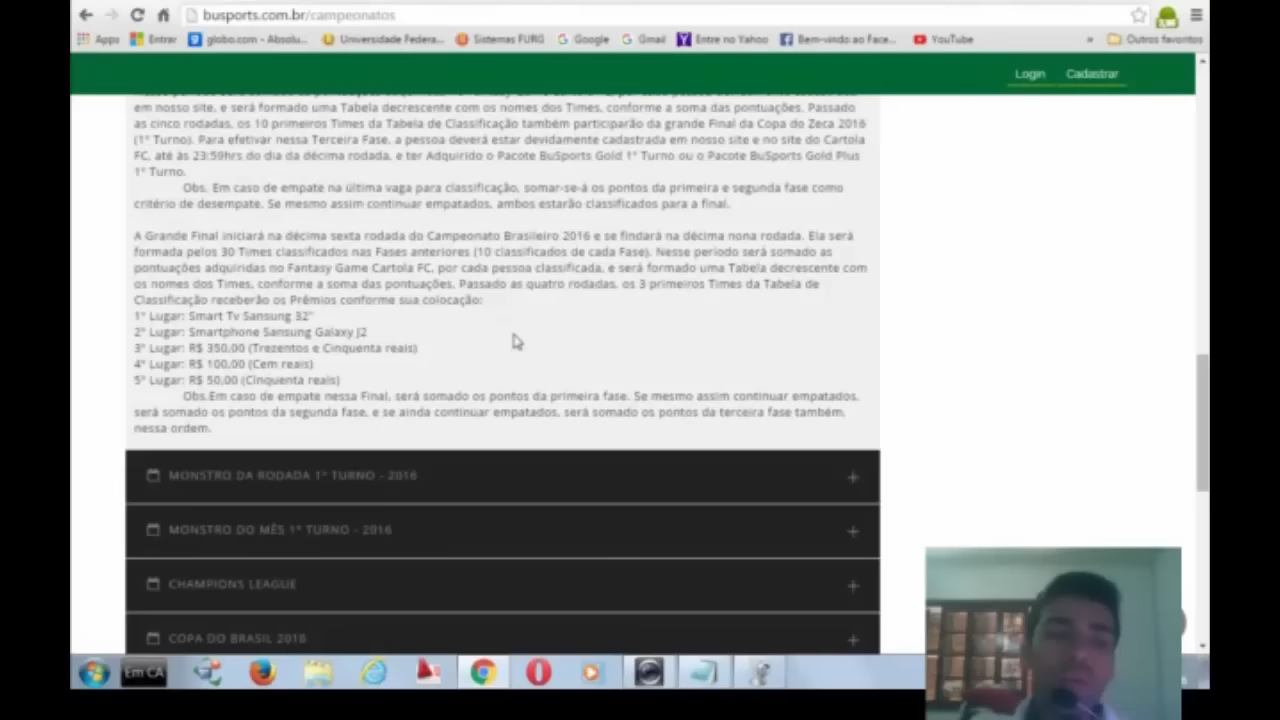 busports.com.br/campeonatos
Apps Entrar globo.com - Absolu... Universidade Federa... Sistemas FURG Google Gmail Entre no Yahoo Bem-vindo ao Face... YouTube » Outros favoritos
Login Cadastrar
em nosso site, e será formado uma Tabela decrescente com os nomes dos Times, conforme a soma das pontuações. Passado
as cinco rodadas, os 10 primeiros Times da Tabela de Classificação também participarão da grande Final da Copa do Zeca 2016
(1º Turno). Para efetivar nessa Terceira Fase, a pessoa deverá estar devidamente cadastrada em nosso site e no site do Cartola
FC, até às 23:59hrs do dia da décima rodada, e ter Adquirido o Pacote BuSports Gold 1º Turno ou o Pacote BuSports Gold Plus
1º Turno.
Obs. Em caso de empate na última vaga para classificação, somar-se-á os pontos da primeira e segunda fase como
critério de desempate. Se mesmo assim continuar empatados, ambos estarão classificados para a final.
A Grande Final iniciará na décima sexta rodada do Campeonato Brasileiro 2016 e se findará na décima nona rodada. Ela será
formada pelos 30 Times classificados nas Fases anteriores (10 classificados de cada Fase). Nesse período será somado as
pontuações adquiridas no Fantasy Game Cartola FC, por cada pessoa classificada, e será formado uma Tabela decrescente com
os nomes dos Times, conforme a soma das pontuações. Passado as quatro rodadas, os 3 primeiros Times da Tabela de
Classificação receberão os Prêmios conforme sua colocação:
1º Lugar: Smart Tv Sansung 32"
2º Lugar: Smartphone Sansung Galaxy J2
3º Lugar: R$ 350,00 (Trezentos e Cinquenta reais)
4º Lugar: R$ 100,00 (Cem reais)
5º Lugar: R$ 50,00 (Cinquenta reais)
Obs.Em caso de empate nessa Final, será somado os pontos da primeira fase. Se mesmo assim continuar empatados,
será somado os pontos da segunda fase, e se ainda continuar empatados, será somado os pontos da terceira fase também,
nessa ordem.
MONSTRO DA RODADA 1º TURNO - 2016 +
MONSTRO DO MÊS 1º TURNO - 2016 +
CHAMPIONS LEAGUE +
COPA DO BRASIL 2016 +
Em CA